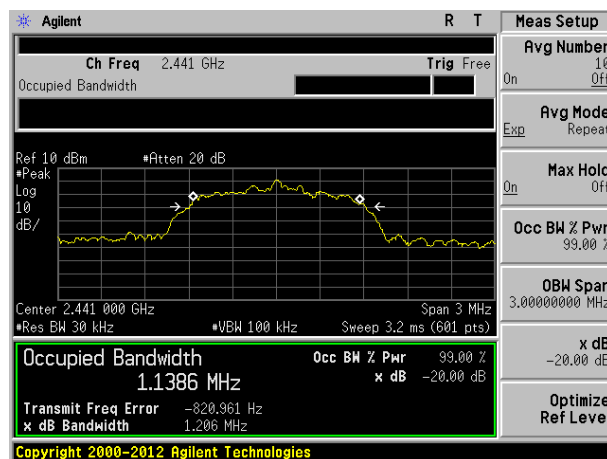 Agilent R T Meas Setup
Ch Freq 2.441 GHz Trig Free
Occupied Bandwidth
Avg Number
10
On Off
Avg Mode
Exp Repeat
Ref 10 dBm #Atten 20 dB
#Peak
Log
10
dB/
Max Hold
On Off
Occ BW % Pwr
99.00 %
OBW Span
3.00000000 MHz
Center 2.441 000 GHz Span 3 MHz
#Res BW 30 kHz #VBW 100 kHz Sweep 3.2 ms (601 pts)
Occupied Bandwidth Occ BW % Pwr 99.00 %
1.1386 MHz x dB -20.00 dB
Transmit Freq Error -820.961 Hz
x dB Bandwidth 1.206 MHz
x dB
-20.00 dB
Optimize
Ref Level
Copyright 2000-2012 Agilent Technologies